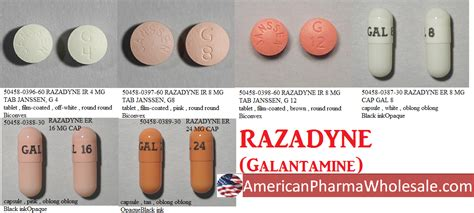 JANSSEN
G
4
JANSSEN
G
8
JANSSEN
G
12
GAL 8
50458-0396-60 RAZADYNE IR 4 MG
TAB JANSSEN, G 4
tablet , film-coated , off-white , round round
Biconvex
50458-0397-60 RAZADYNE IR 8 MG
TAB JANSSEN, G8
tablet , film-coated , pink , round round
Biconvex
50458-0398-60 RAZADYNE IR 8 MG
TAB JANSSEN, G 12
tablet , film-coated , brown , round round
Biconvex
50458-0387-30 RAZADYNE ER 8 MG
CAP GAL 8
capsule , white , oblong oblong
Black inkOpaque
50458-0388-30 RAZADYNE ER
16 MG CAP
50458-0389-30 RAZADYNE ER
24 MG CAP
GAL 16
GAL 24
capsule , pink , oblong oblong
Black inkOpaque
capsule , tan , oblong oblong
OpaqueBlack ink
RAZADYNE
(GALANTAMINE)
AmericanPharmaWholesale.com